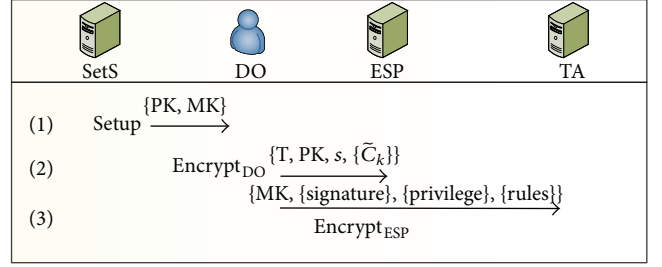 SetS DO ESP TA
(1) Setup {PK, MK}
(2) Encrypt_DO {T, PK, s, {C̃_k}}
{MK, {signature}, {privilege}, {rules}}
(3) Encrypt_ESP